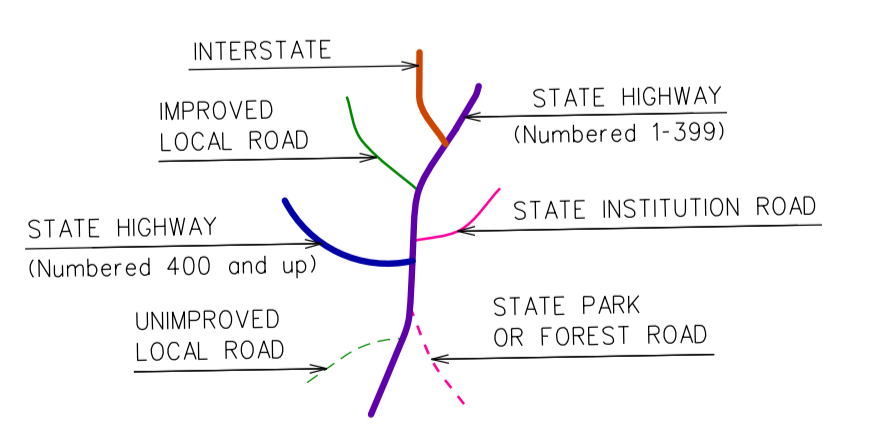 INTERSTATE
IMPROVED
LOCAL ROAD
STATE HIGHWAY
(Numbered 1-399)
STATE HIGHWAY
(Numbered 400 and up)
STATE INSTITUTION ROAD
UNIMPROVED
LOCAL ROAD
STATE PARK
OR FOREST ROAD